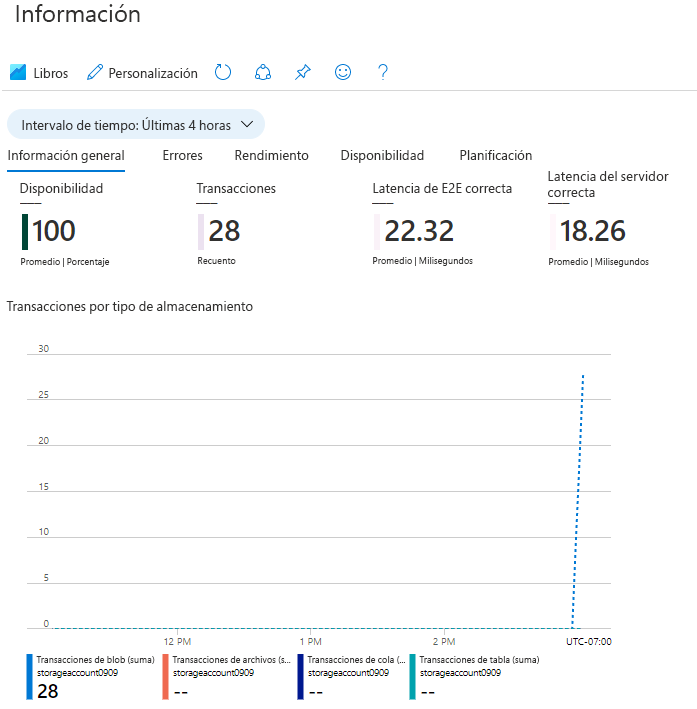 Información
Libros
Personalización
?
Intervalo de tiempo: Últimas 4 horas
Información general
Errores
Rendimiento
Disponibilidad
Planificación
Disponibilidad
100
Promedio | Porcentaje
Transacciones
28
Recuento
Latencia de E2E correcta
22.32
Promedio | Milisegundos
Latencia del servidor
correcta
18.26
Promedio | Milisegundos
Transacciones por tipo de almacenamiento
30
25
20
15
10
5
0
12 PM
1 PM
2 PM
UTC-07:00
Transacciones de blob (suma)
storageaccount0909
28
Transacciones de archivos (s...
storageaccount0909
--
Transacciones de cola (...
storageaccount0909
--
Transacciones de tabla (suma)
storageaccount0909
--